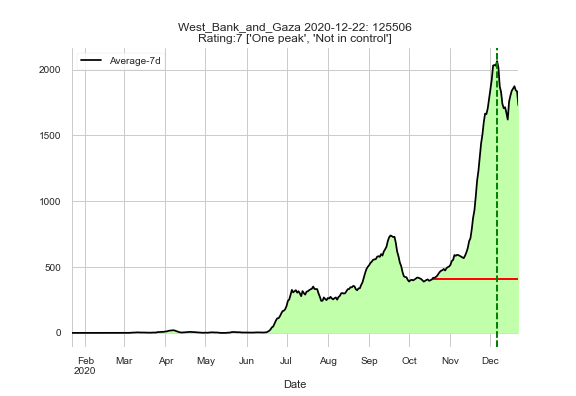 West_Bank_and_Gaza 2020-12-22: 125506
Rating:7 ['One peak', 'Not in control']
Average-7d
2000
1500
1000
500
0
Feb Mar Apr May Jun Jul Aug Sep Oct Nov Dec
2020
Date